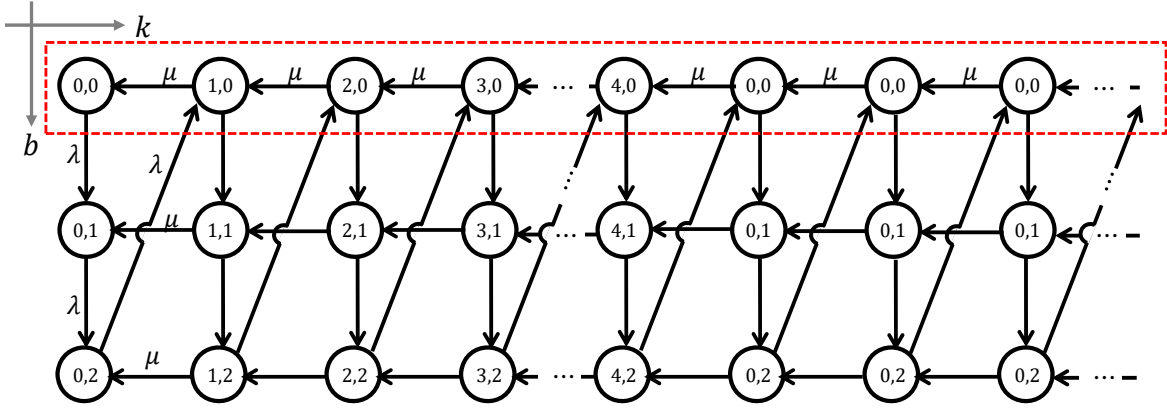 k
μ μ μ μ μ μ
0,0 1,0 2,0 3,0 ... 4,0 0,0 0,0 0,0 ...
b
λ λ
... ...
μ
0,1 1,1 2,1 3,1 ... 4,1 0,1 0,1 0,1 ...
λ
μ
0,2 1,2 2,2 3,2 ... 4,2 0,2 0,2 0,2 ...